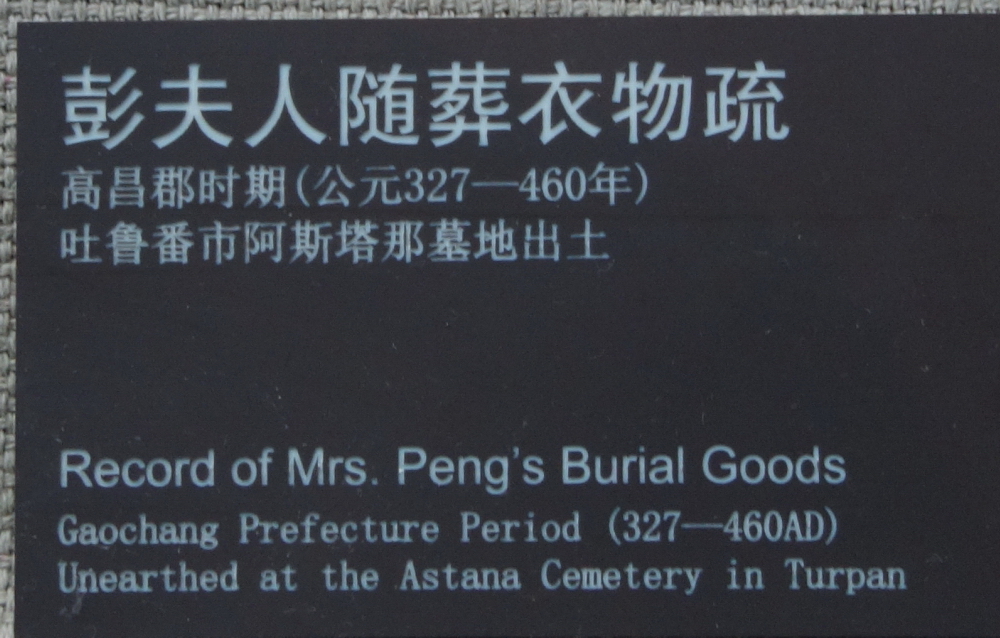 彭夫人随葬衣物疏
高昌郡时期(公元327—460年)
吐鲁番市阿斯塔那墓地出土
Record of Mrs. Peng's Burial Goods
Gaochang Prefecture Period (327—460AD)
Unearthed at the Astana Cemetery in Turpan